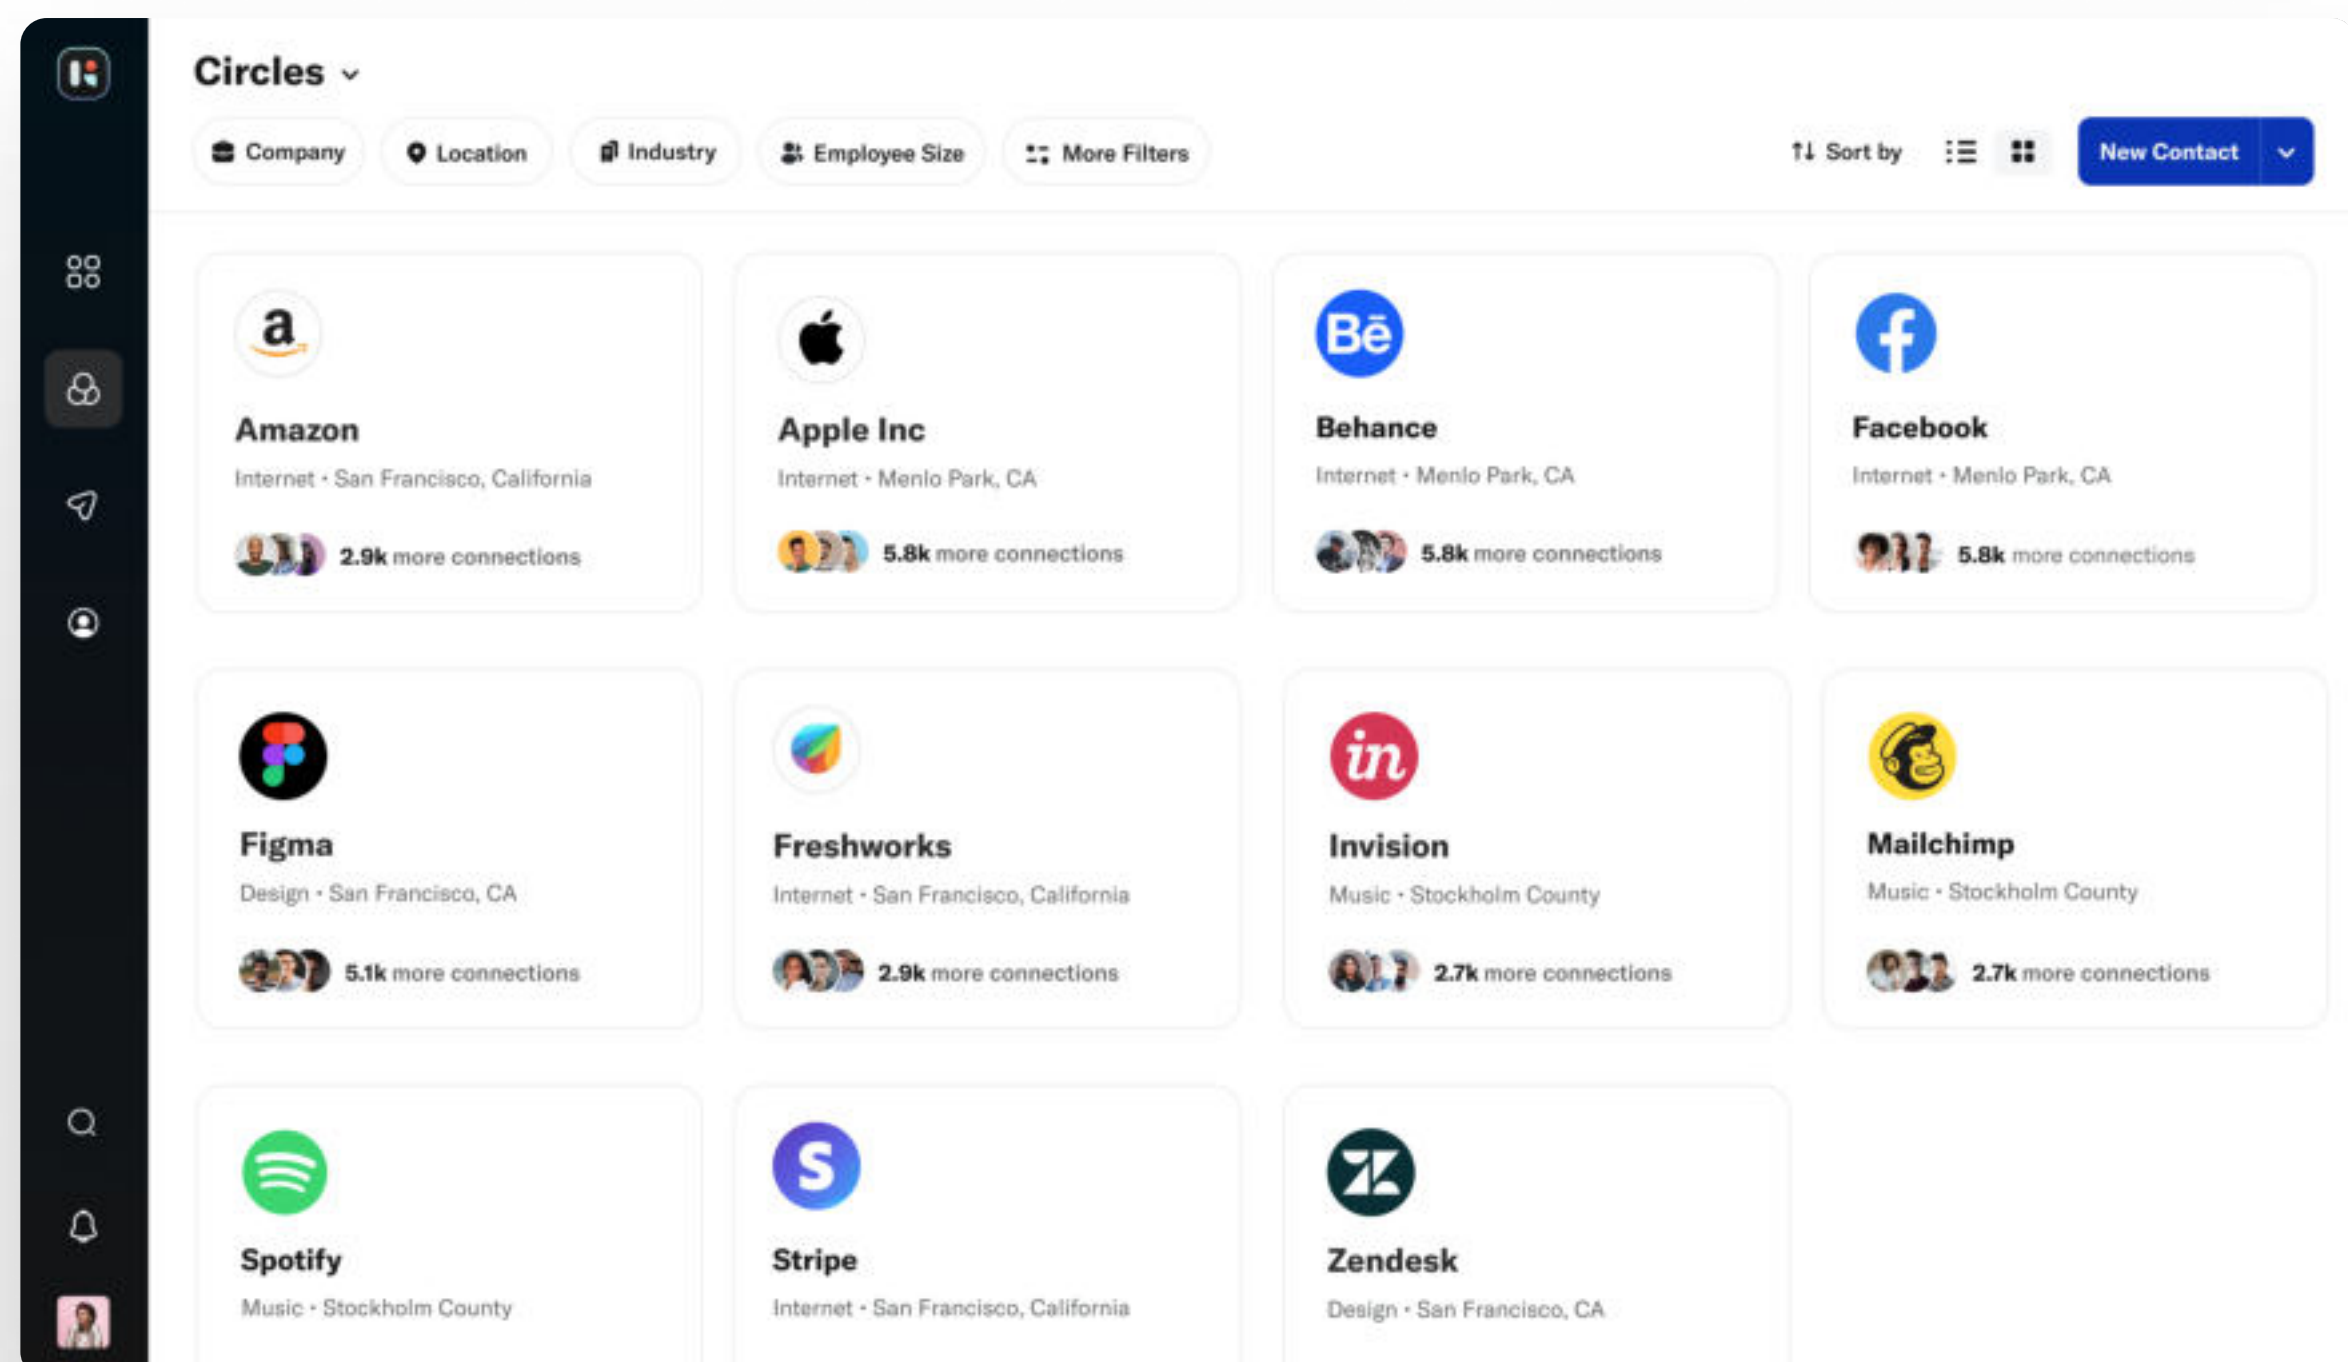 Circles
Company
Location
Industry
Employee Size
More Filters
Sort by
New Contact
a
Bē
Amazon
Internet • San Francisco, California
2.9k more connections
Apple Inc
Internet • Menlo Park, CA
5.8k more connections
Behance
Internet • Menlo Park, CA
5.8k more connections
Facebook
Internet • Menlo Park, CA
5.8k more connections
in
Figma
Design • San Francisco, CA
5.1k more connections
Freshworks
Internet • San Francisco, California
2.9k more connections
Invision
Music • Stockholm County
2.7k more connections
Mailchimp
Music • Stockholm County
2.7k more connections
S
Spotify
Music • Stockholm County
Stripe
Internet • San Francisco, California
Zendesk
Design • San Francisco, CA